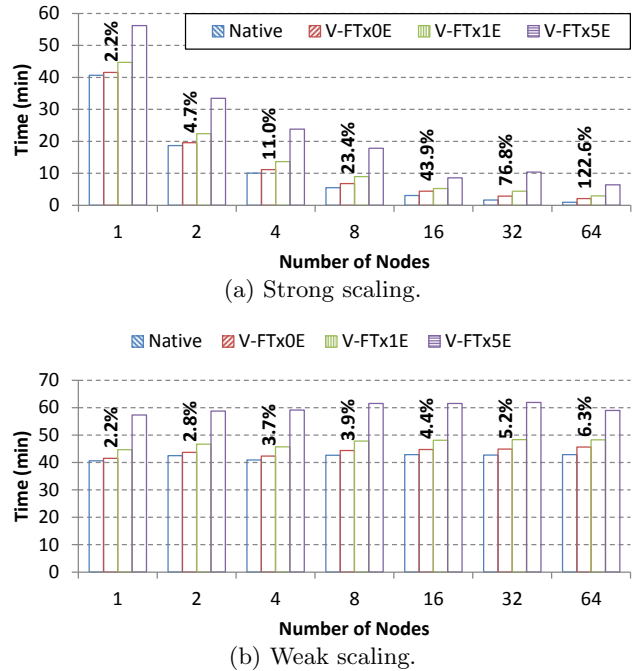 60
50
40
30
20
10
0
Time (min)
Native V-FTx0E V-FTx1E V-FTx5E
2.2% 4.7% 11.0% 23.4% 43.9% 76.8% 122.6%
1 2 4 8 16 32 64
Number of Nodes
(a) Strong scaling.
Native V-FTx0E V-FTx1E V-FTx5E
70
60
50
40
30
20
10
0
Time (min)
2.2% 2.8% 3.7% 3.9% 4.4% 5.2% 6.3%
1 2 4 8 16 32 64
Number of Nodes
(b) Weak scaling.